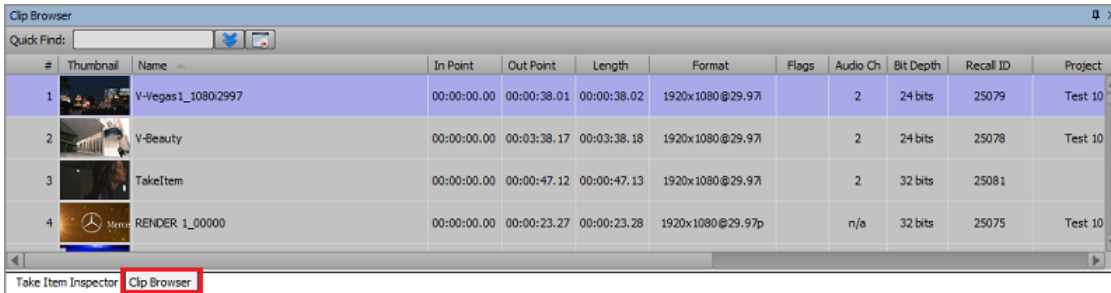 Clip Browser
Quick Find:
# Thumbnail Name In Point Out Point Length Format Flags Audio Ch Bit Depth Recall ID Project
1 V-Vegas1_1080i2997 00:00:00.00 00:00:38.01 00:00:38.02 1920x1080@29.97i 2 24 bits 25079 Test 10
2 V-Beauty 00:00:00.00 00:03:38.17 00:03:38.18 1920x1080@29.97i 2 24 bits 25078 Test 10
3 TakeItem 00:00:00.00 00:00:47.12 00:00:47.13 1920x1080@29.97i 2 32 bits 25081
4 Merce RENDER 1_00000 00:00:00.00 00:00:23.27 00:00:23.28 1920x1080@29.97p n/a 32 bits 25075 Test 10
Take Item Inspector Clip Browser